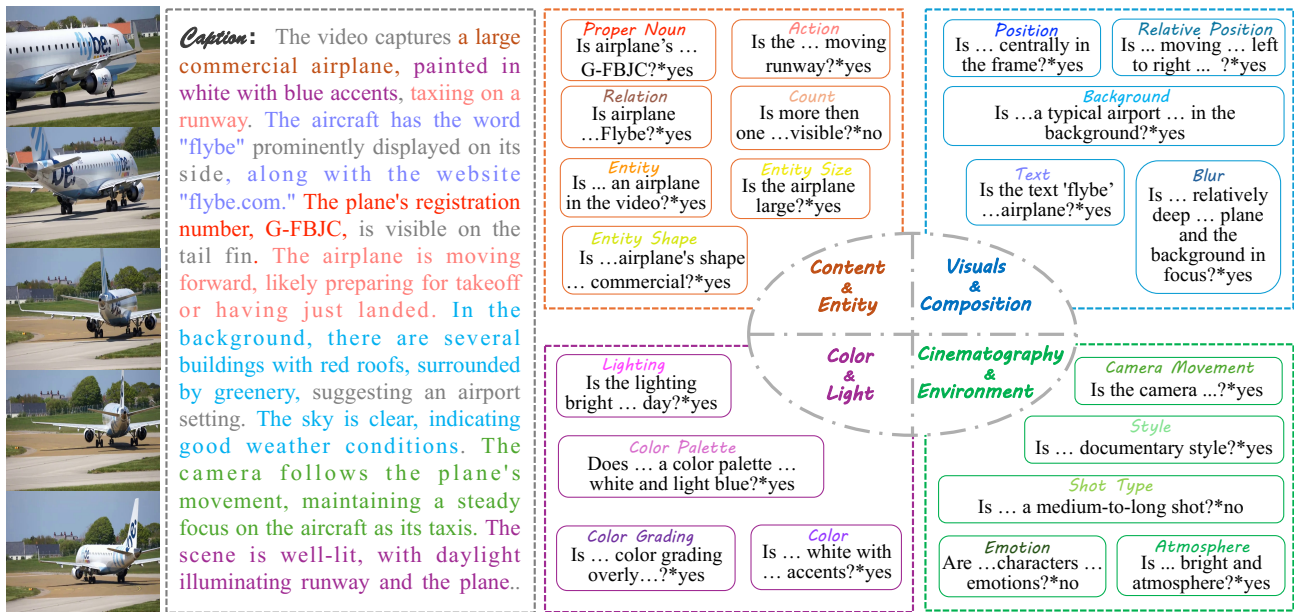 Caption: The video captures a large
commercial airplane, painted in
white with blue accents, taxiing on a
runway. The aircraft has the word
"flybe" prominently displayed on its
side, along with the website
"flybe.com." The plane's registration
number, G-FBJC, is visible on the
tail fin. The airplane is moving
forward, likely preparing for takeoff
or having just landed. In the
background, there are several
buildings with red roofs, surrounded
by greenery, suggesting an airport
setting. The sky is clear, indicating
good weather conditions. The
camera follows the plane's
movement, maintaining a steady
focus on the aircraft as its taxis. The
scene is well-lit, with daylight
illuminating runway and the plane..
Proper Noun
Is airplane's …
G-FBJC?*yes
Action
Is the … moving
runway?*yes
Relation
Is airplane
…Flybe?*yes
Count
Is more then
one …visible?*no
Entity
Is ... an airplane
in the video?*yes
Entity Size
Is the airplane
large?*yes
Entity Shape
Is …airplane's shape
… commercial?*yes
Content
&
Entity
Position
Is … centrally in
the frame?*yes
Relative Position
Is ... moving … left
to right ... ?*yes
Background
Is …a typical airport … in the
background?*yes
Text
Is the text 'flybe'
…airplane?*yes
Blur
Is … relatively
deep … plane
and the
background in
focus?*yes
Visuals
&
Composition
Lighting
Is the lighting
bright … day?*yes
Color Palette
Does … a color palette …
white and light blue?*yes
Color Grading
Is … color grading
overly…?*yes
Color
Is … white with
… accents?*yes
Color
&
Light
Cinematography
&
Environment
Camera Movement
Is the camera ...?*yes
Style
Is … documentary style?*yes
Shot Type
Is … a medium-to-long shot?*no
Emotion
Are …characters …
emotions?*no
Atmosphere
Is ... bright and
atmosphere?*yes
flybe.